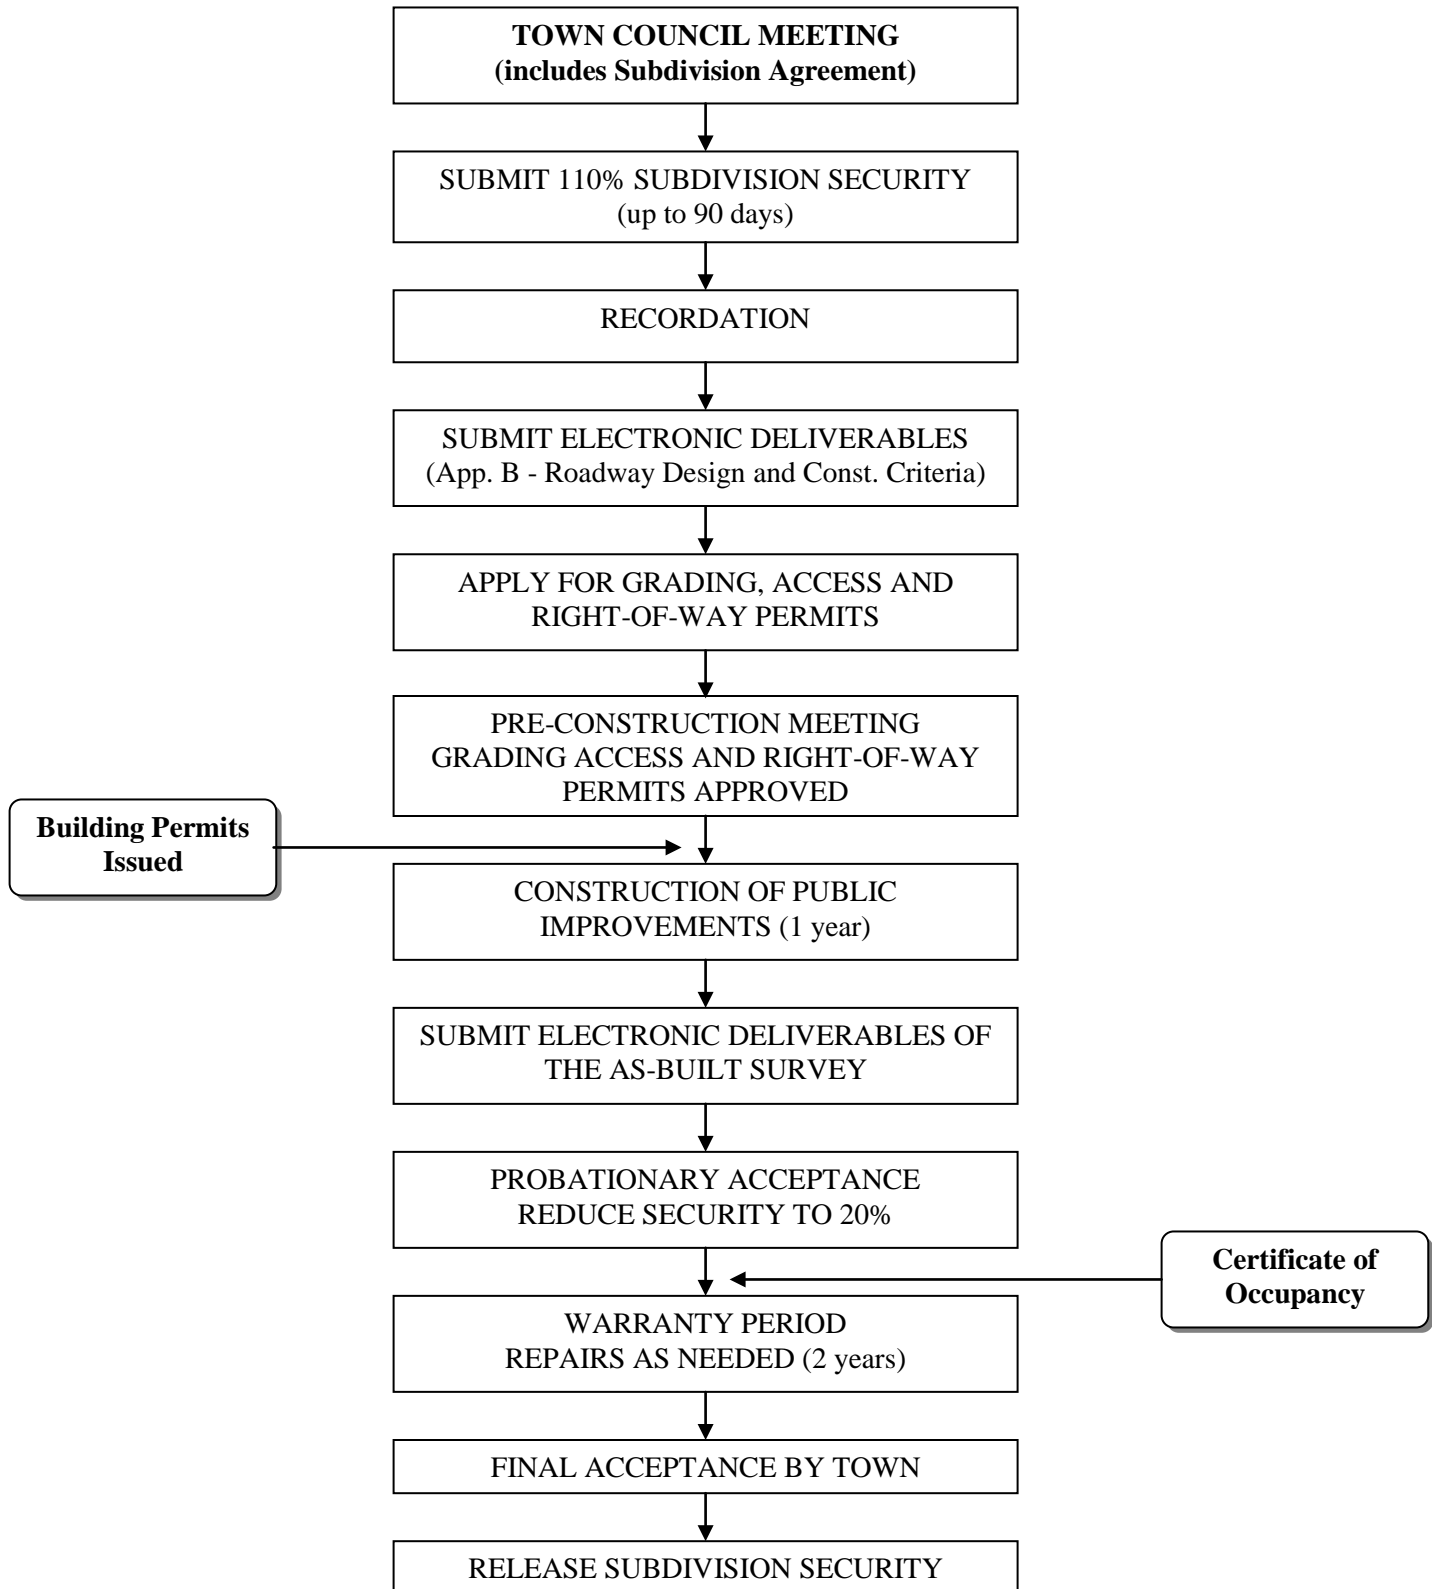 TOWN COUNCIL MEETING
(includes Subdivision Agreement)
SUBMIT 110% SUBDIVISION SECURITY
(up to 90 days)
RECORDATION
SUBMIT ELECTRONIC DELIVERABLES
(App. B - Roadway Design and Const. Criteria)
APPLY FOR GRADING, ACCESS AND
RIGHT-OF-WAY PERMITS
PRE-CONSTRUCTION MEETING
GRADING ACCESS AND RIGHT-OF-WAY
PERMITS APPROVED
Building Permits
Issued
CONSTRUCTION OF PUBLIC
IMPROVEMENTS (1 year)
SUBMIT ELECTRONIC DELIVERABLES OF
THE AS-BUILT SURVEY
PROBATIONARY ACCEPTANCE
REDUCE SECURITY TO 20%
Certificate of
Occupancy
WARRANTY PERIOD
REPAIRS AS NEEDED (2 years)
FINAL ACCEPTANCE BY TOWN
RELEASE SUBDIVISION SECURITY